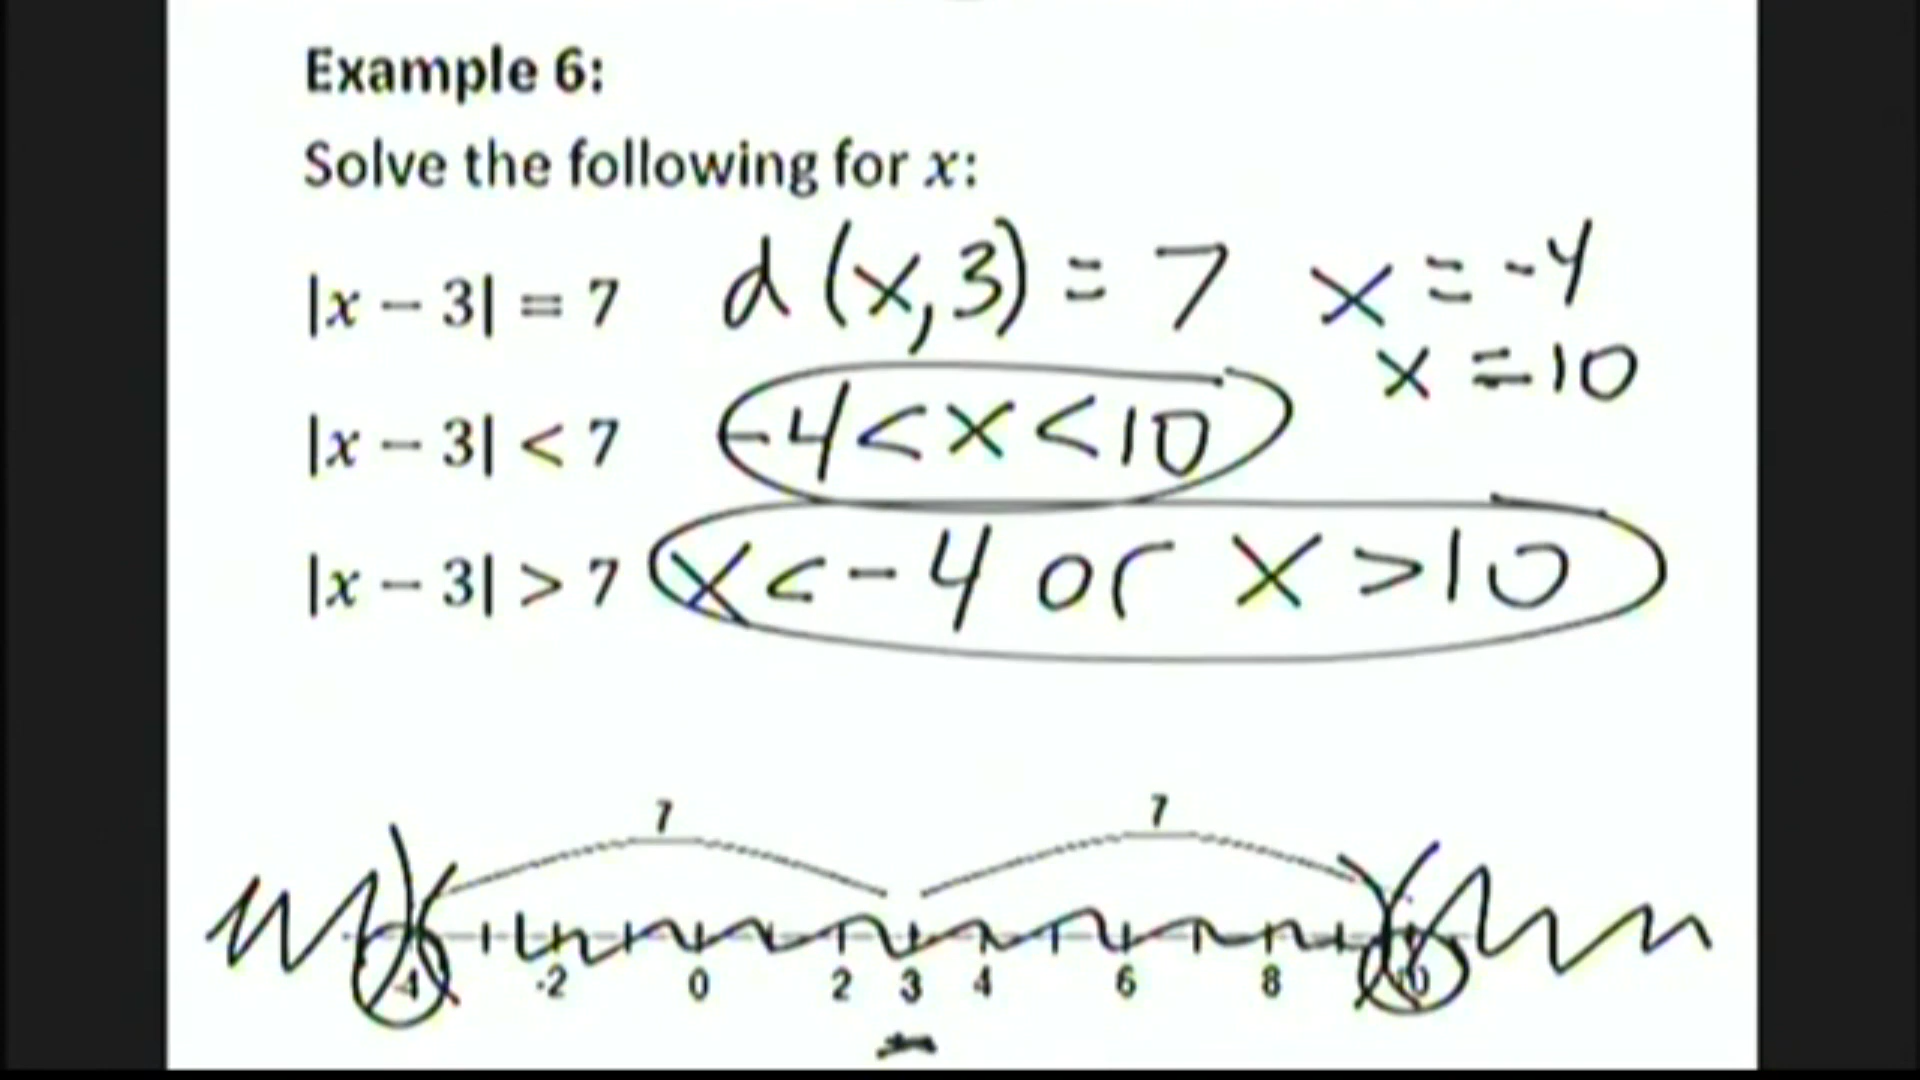 Example 6:
Solve the following for x:
|x − 3| = 7 d(x,3) = 7 x = -4
x = 10
|x − 3| < 7 -4 < x < 10
|x − 3| > 7 x < -4 or x > 10
7 7
-4 -2 0 2 3 4 6 8 10